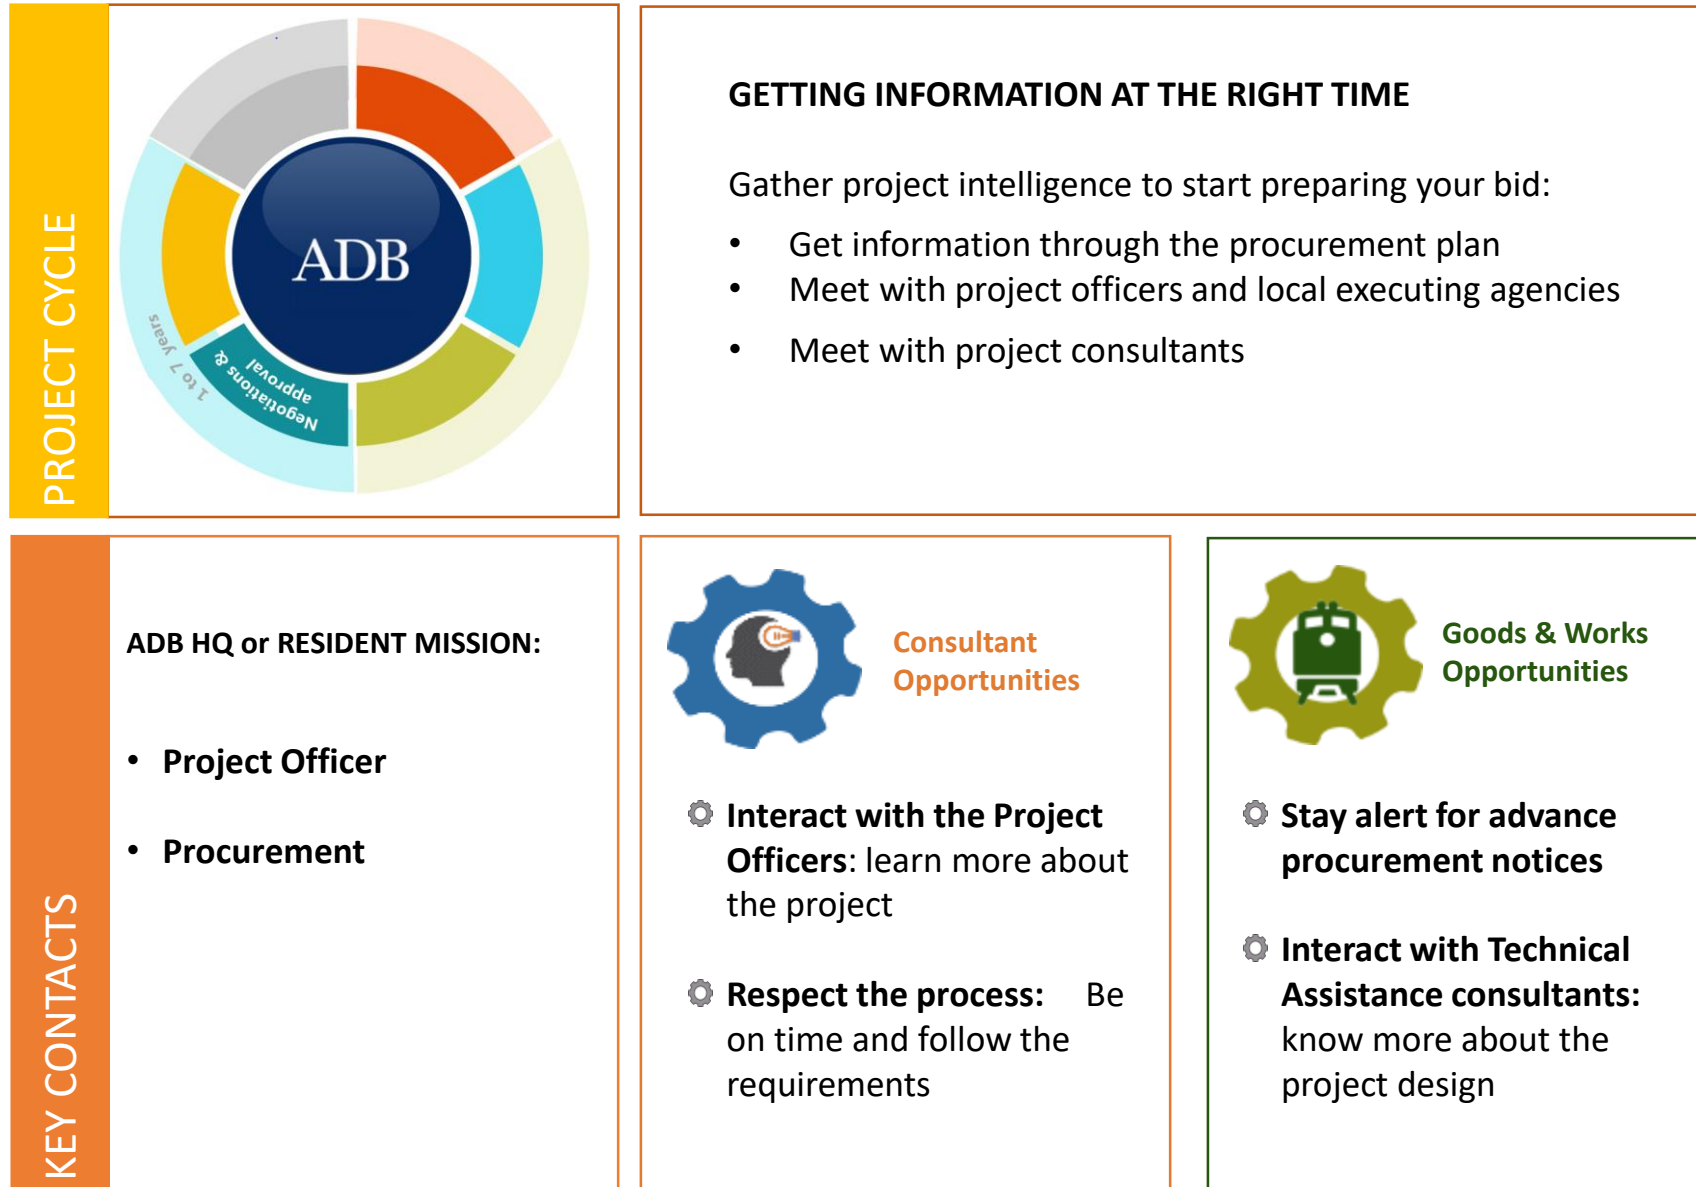 PROJECT CYCLE
ADB
1 to 7 years
Negotiations &
approval
GETTING INFORMATION AT THE RIGHT TIME
Gather project intelligence to start preparing your bid:
• Get information through the procurement plan
• Meet with project officers and local executing agencies
• Meet with project consultants
KEY CONTACTS
ADB HQ or RESIDENT MISSION:
• Project Officer
• Procurement
Consultant
Opportunities
Interact with the Project
Officers: learn more about
the project
Respect the process: Be
on time and follow the
requirements
Goods & Works
Opportunities
Stay alert for advance
procurement notices
Interact with Technical
Assistance consultants:
know more about the
project design